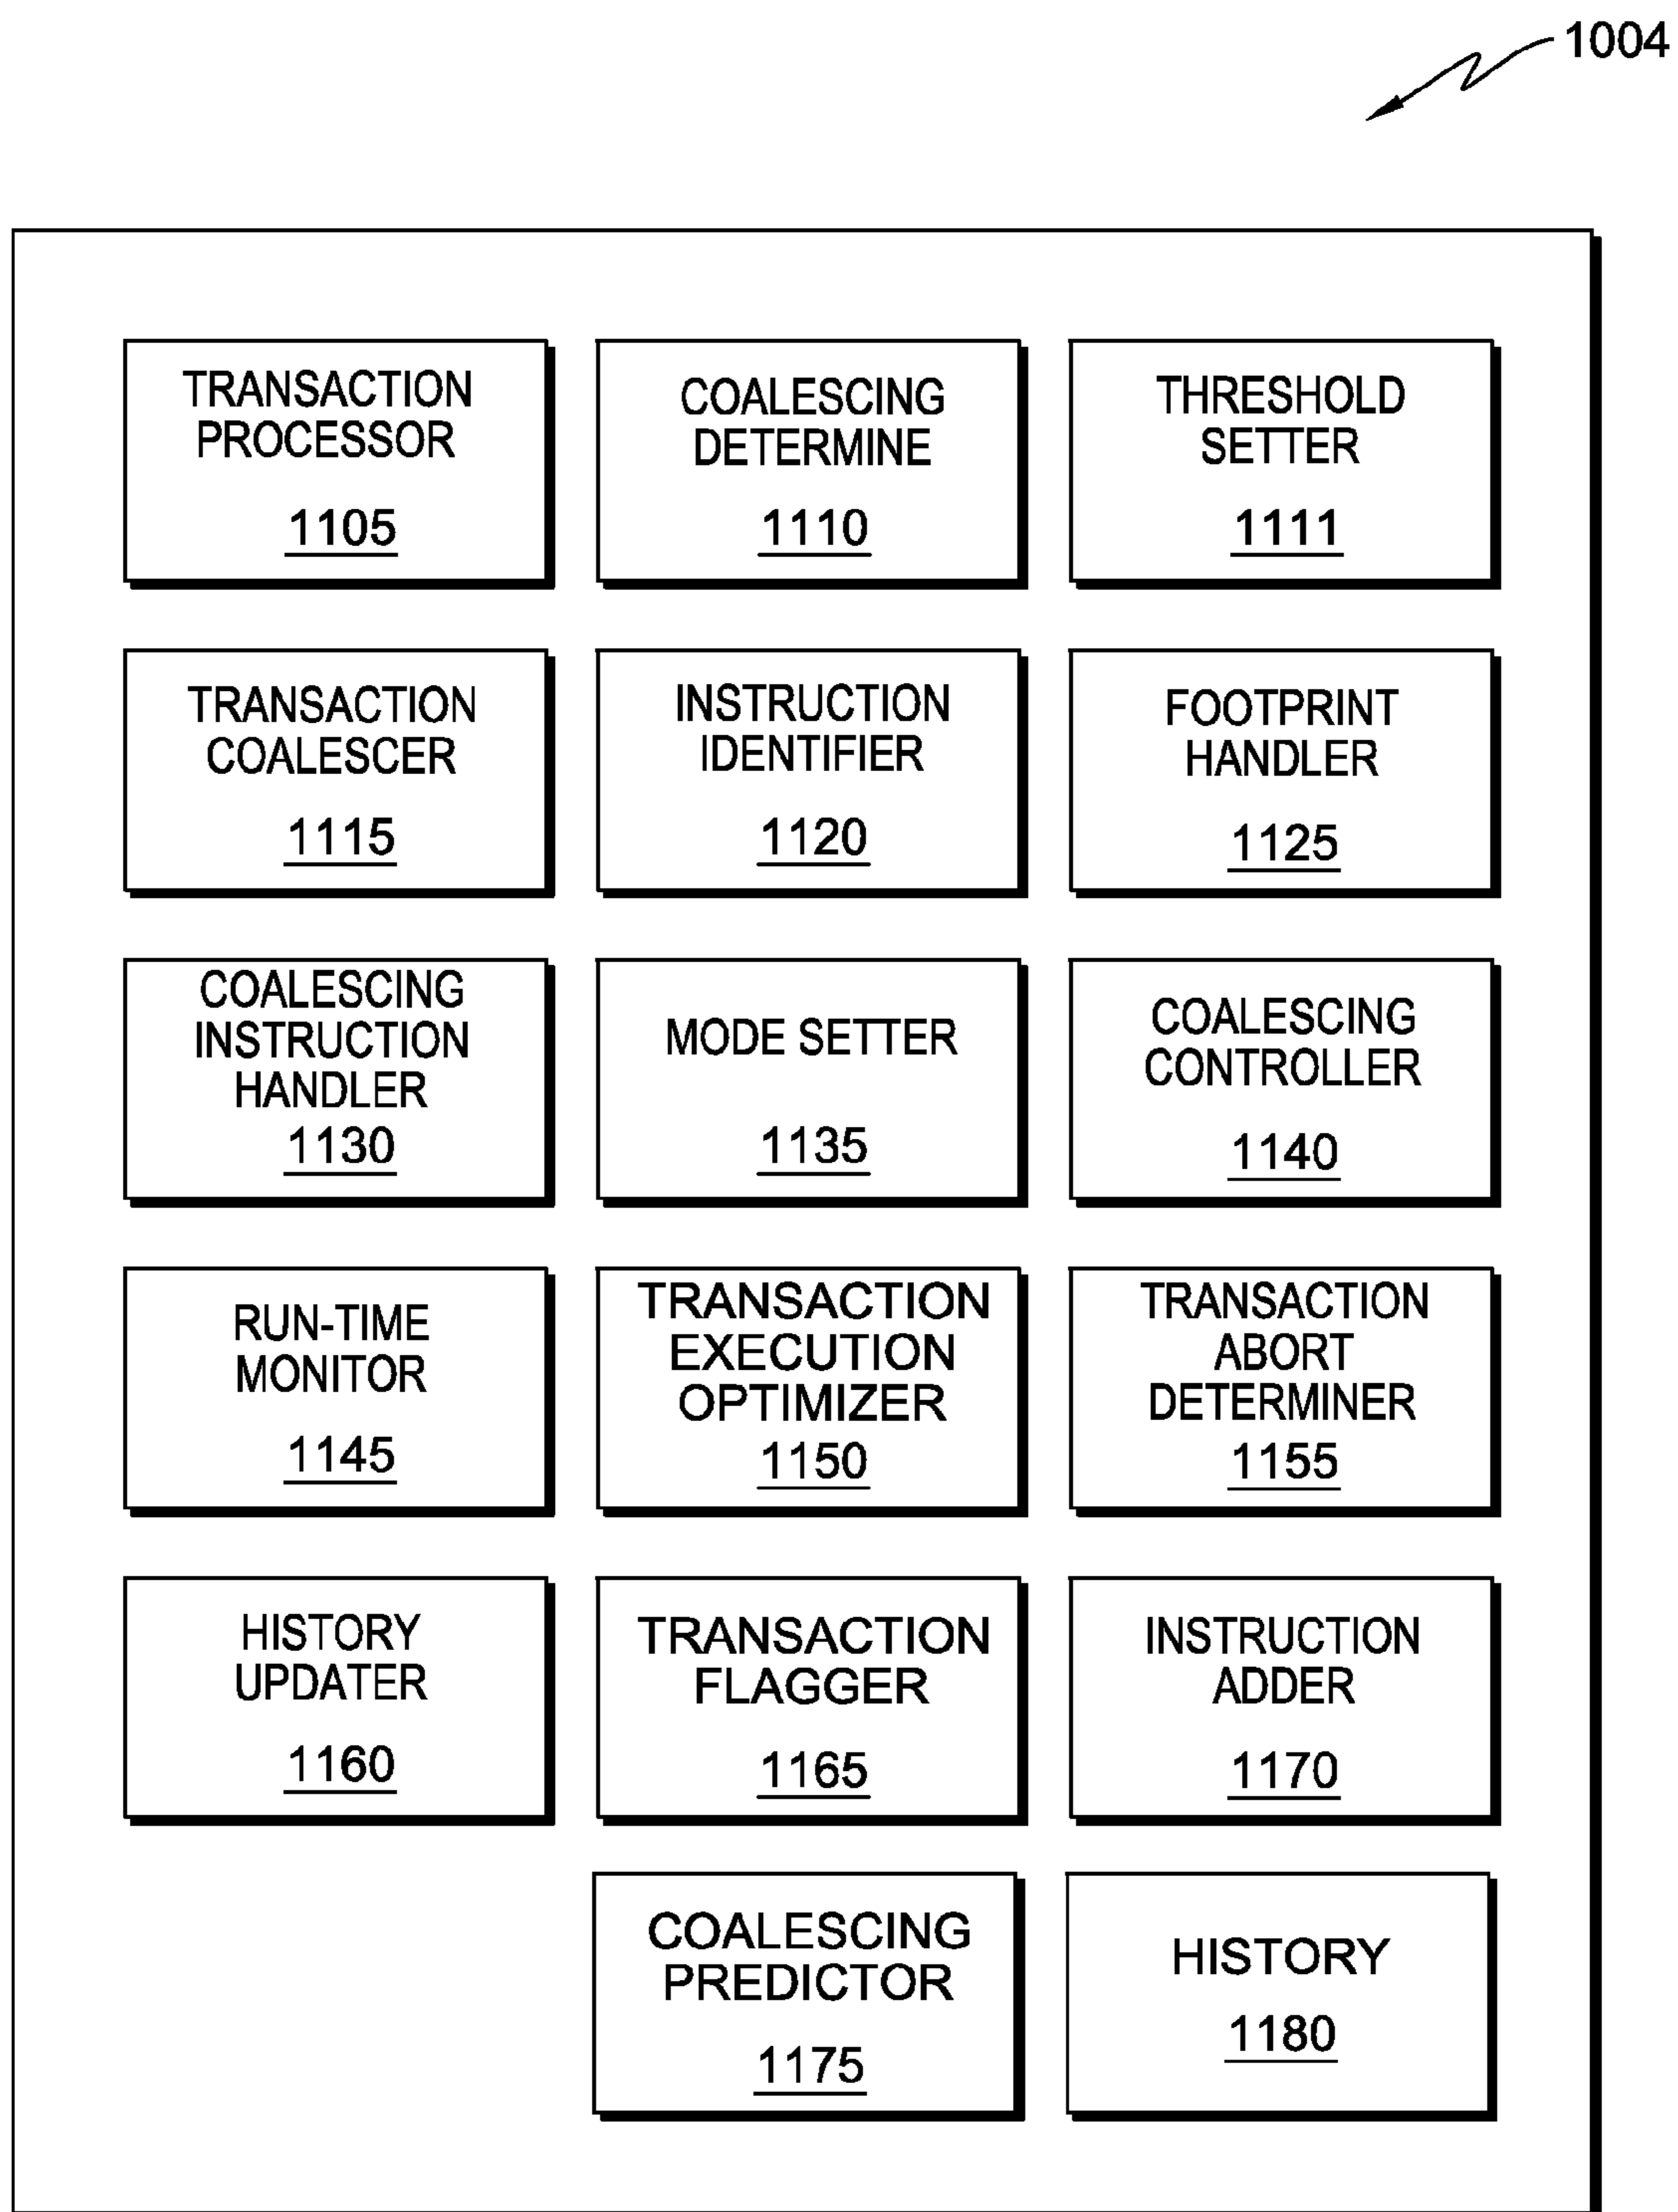 1004
TRANSACTION
PROCESSOR
1105
COALESCING
DETERMINE
1110
THRESHOLD
SETTER
1111
TRANSACTION
COALESCER
1115
INSTRUCTION
IDENTIFIER
1120
FOOTPRINT
HANDLER
1125
COALESCING
INSTRUCTION
HANDLER
1130
MODE SETTER
1135
COALESCING
CONTROLLER
1140
RUN-TIME
MONITOR
1145
TRANSACTION
EXECUTION
OPTIMIZER
1150
TRANSACTION
ABORT
DETERMINER
1155
HISTORY
UPDATER
1160
TRANSACTION
FLAGGER
1165
INSTRUCTION
ADDER
1170
COALESCING
PREDICTOR
1175
HISTORY
1180